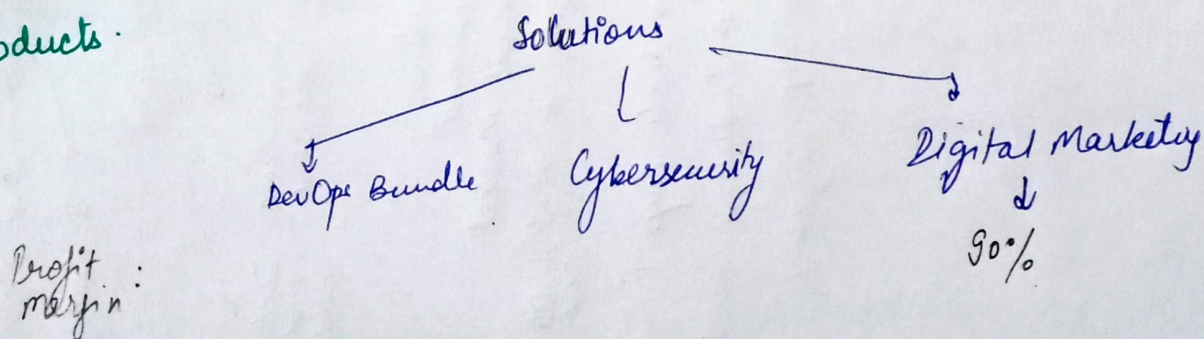 oducts.
Solutions
DevOps Bundle
Cybersecurity
Digital Marketing
90%
Profit
margin: